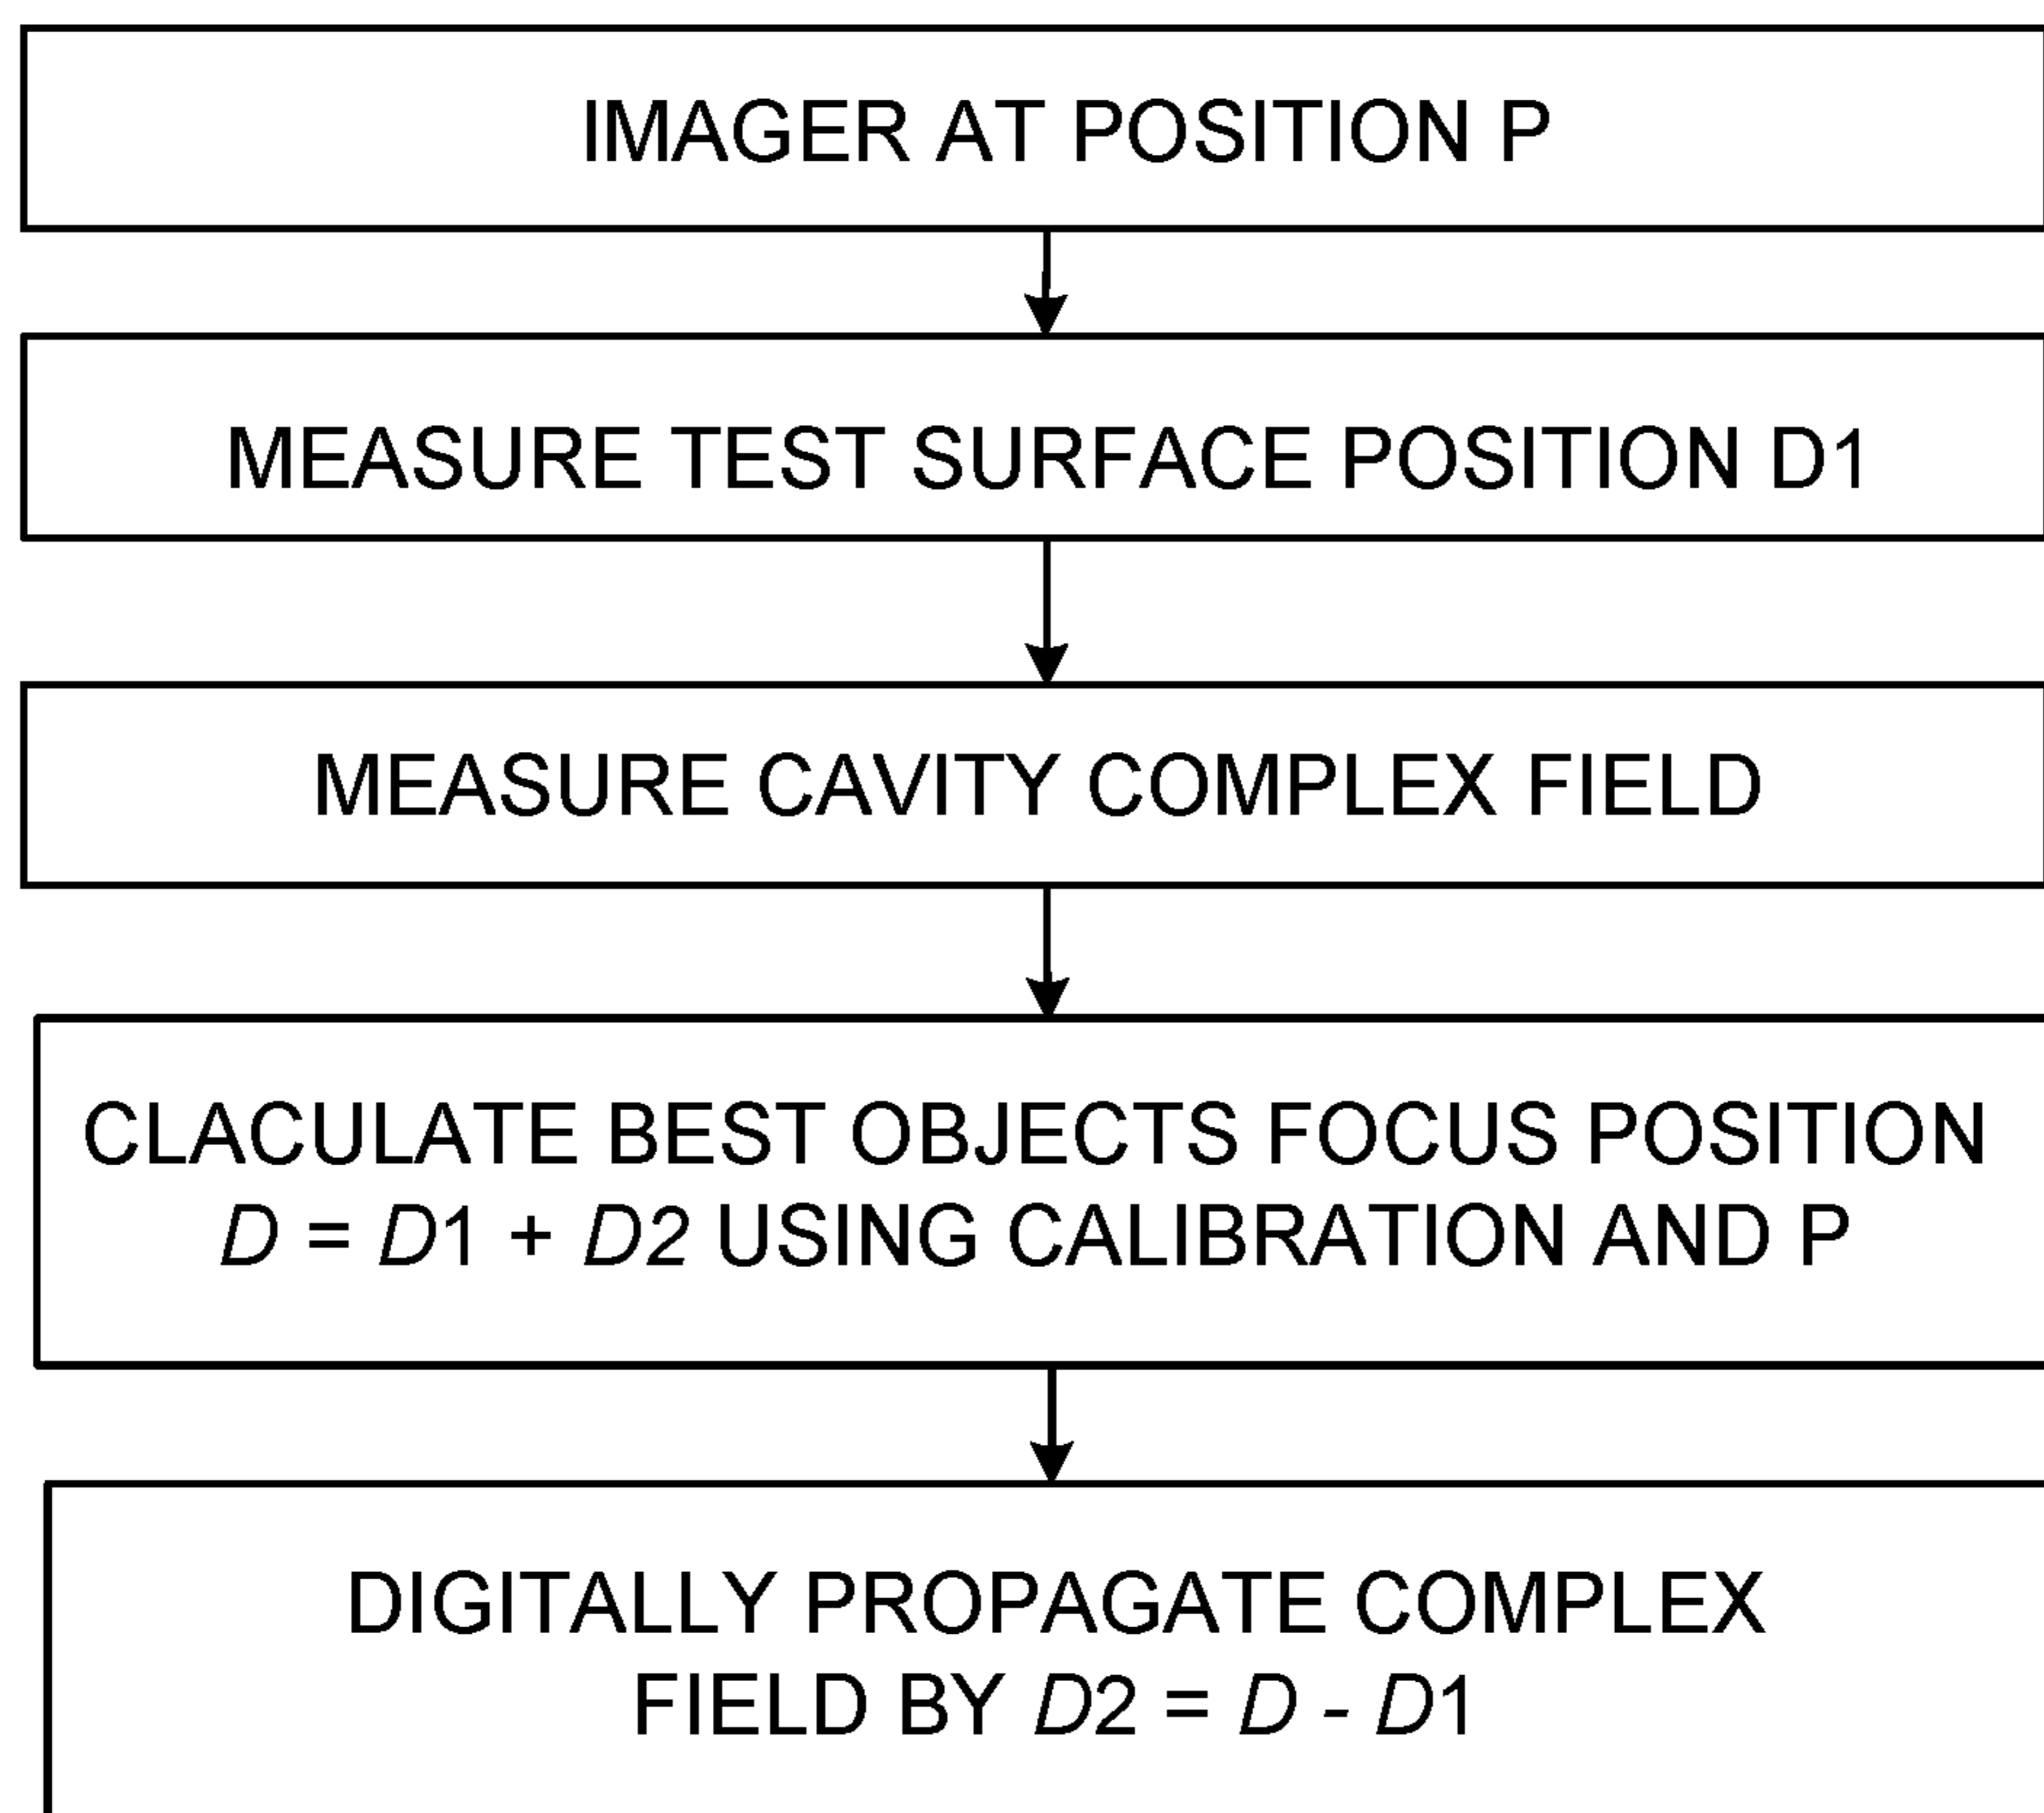 IMAGER AT POSITION P
MEASURE TEST SURFACE POSITION D1
MEASURE CAVITY COMPLEX FIELD
CLACULATE BEST OBJECTS FOCUS POSITION
D = D1 + D2 USING CALIBRATION AND P
DIGITALLY PROPAGATE COMPLEX
FIELD BY D2 = D - D1